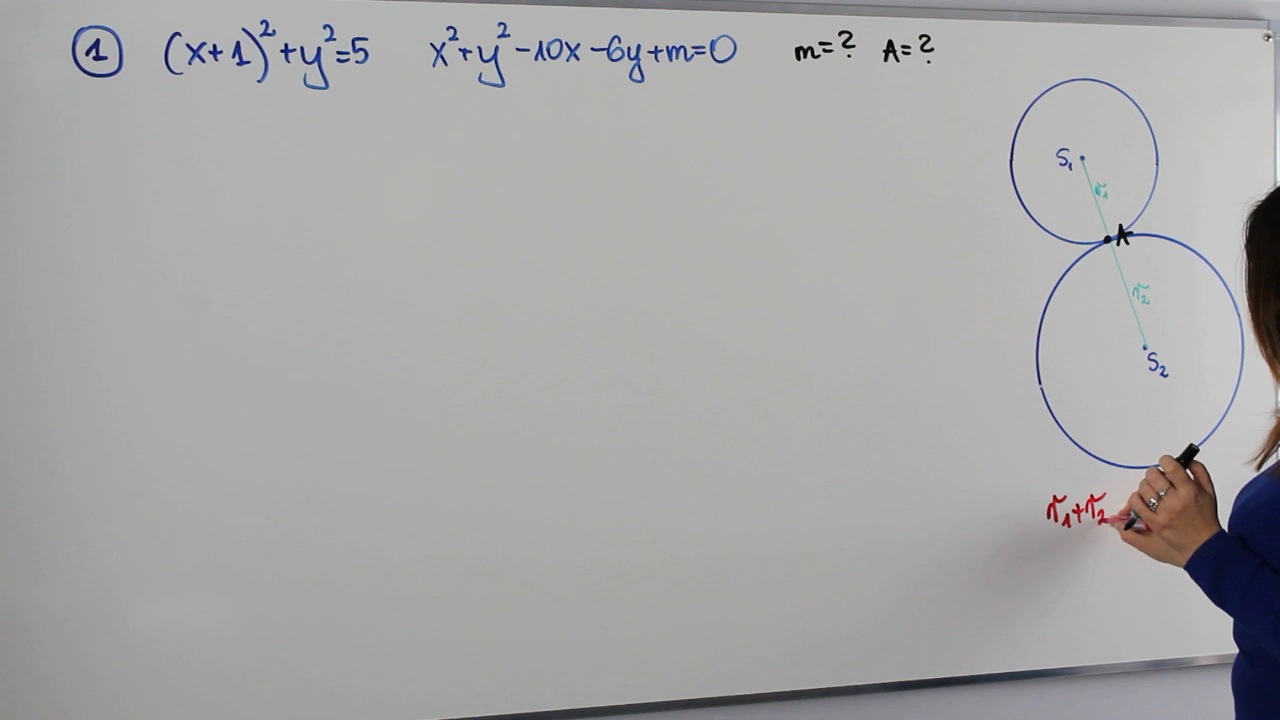 ① (x+1)²+y²=5 x²+y²-10x-6y+m=0 m=? A=?
S₁
r₁
A
r₂
S₂
r₁+r₂